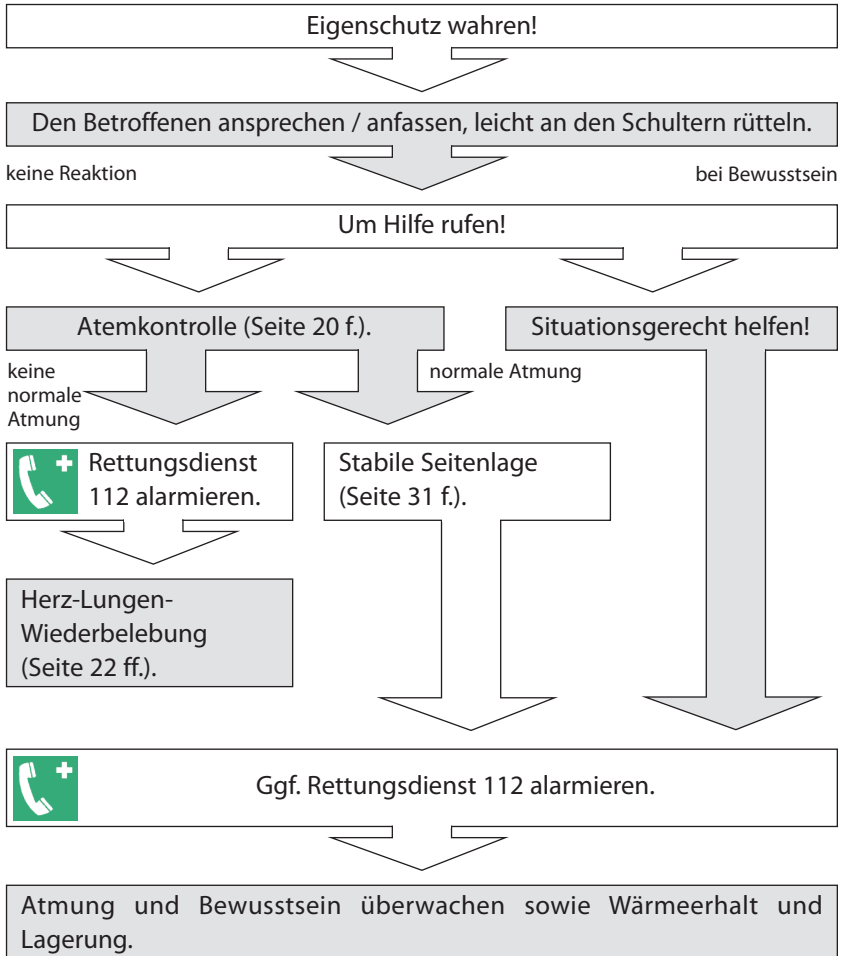 Eigenschutz wahren!
Den Betroffenen ansprechen / anfassen, leicht an den Schultern rütteln.
keine Reaktion
bei Bewusstsein
Um Hilfe rufen!
Atemkontrolle (Seite 20 f.).
Situationsgerecht helfen!
keine
normale
Atmung
normale Atmung
Rettungsdienst
112 alarmieren.
Stabile Seitenlage
(Seite 31 f.).
Herz-Lungen-
Wiederbelebung
(Seite 22 ff.).
Ggf. Rettungsdienst 112 alarmieren.
Atmung und Bewusstsein überwachen sowie Wärmeerhalt und
Lagerung.